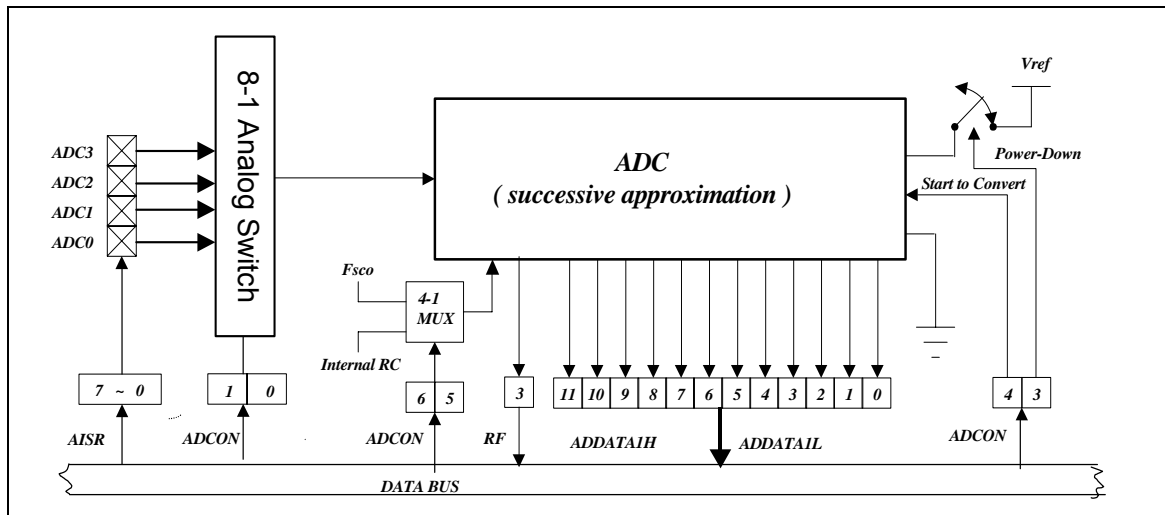 8-1 Analog Switch
Vref
ADC
( successive approximation )
Power-Down
Start to Convert
ADC3
ADC2
ADC1
ADC0
Fsco
4-1
MUX
Internal RC
7 ~ 0
1 0
6 5
3
11 10 9 8 7 6 5 4 3 2 1 0
4 3
AISR
ADCON
ADCON
RF
ADDATA1H
ADDATA1L
ADCON
DATA BUS